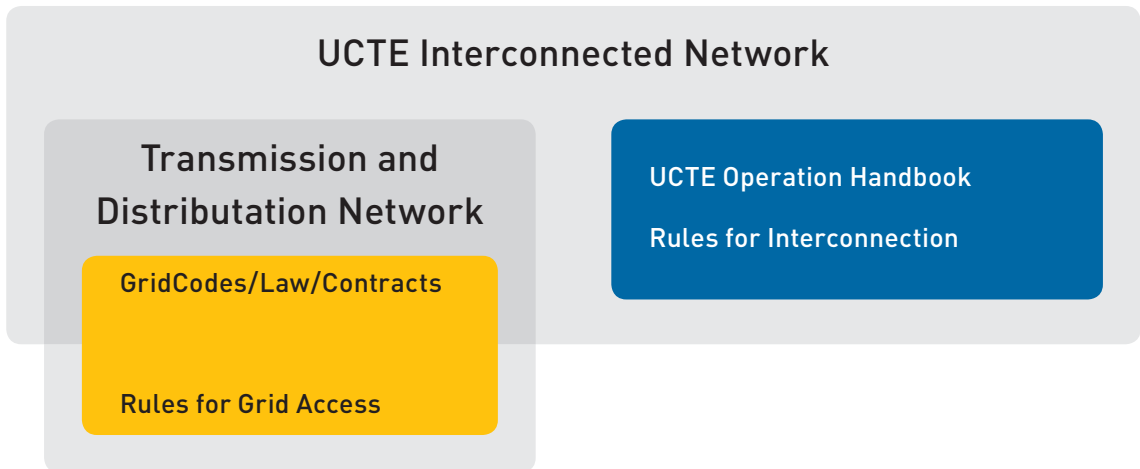 UCTE Interconnected Network
Transmission and
Distributation Network
GridCodes/Law/Contracts
Rules for Grid Access
UCTE Operation Handbook
Rules for Interconnection